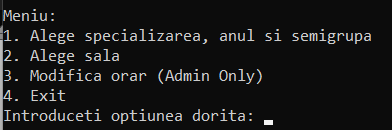 Meniu:
1. Alege specializarea, anul si semigrupa
2. Alege sala
3. Modifica orar (Admin Only)
4. Exit
Introduceti optiunea dorita: